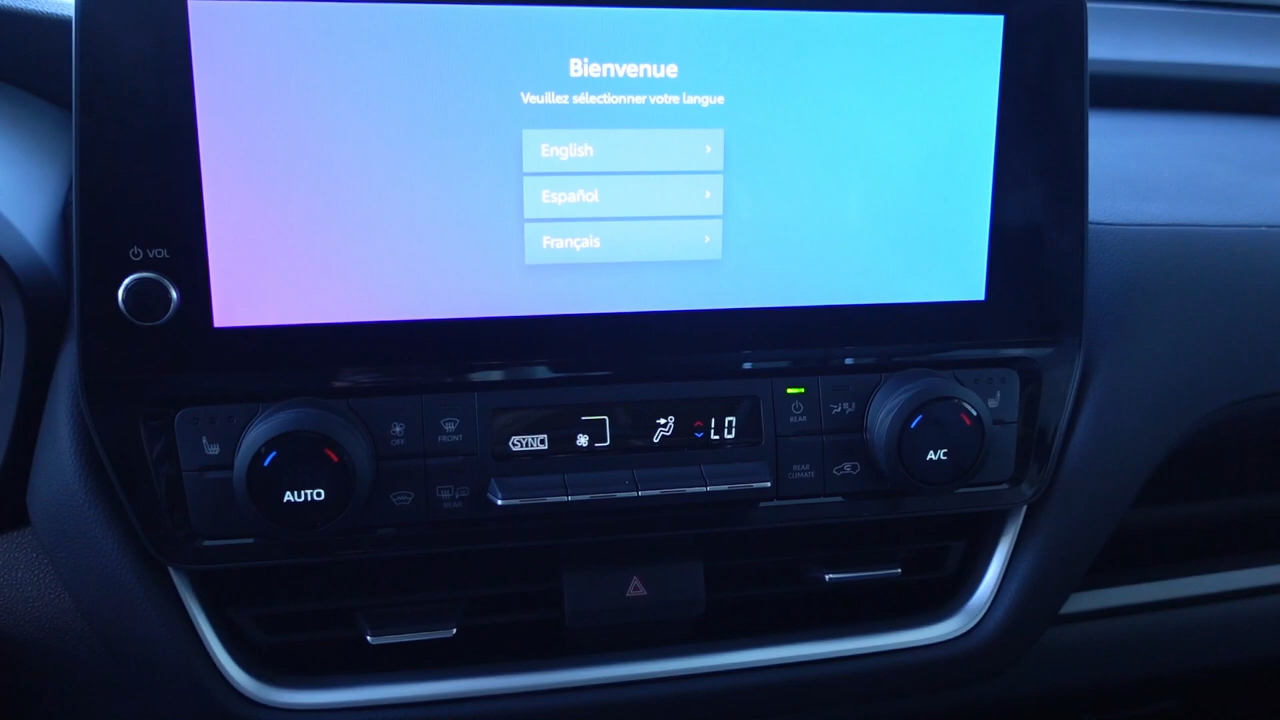 Bienvenue
Veuillez sélectionner votre langue
English
Español
Français
VOL
OFF
FRONT
SYNC
LO
REAR
A/C
AUTO
REAR
REAR
CLIMATE